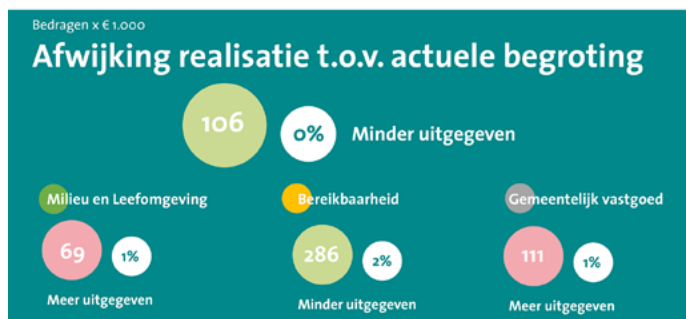 Bedragen x € 1.000
Afwijking realisatie t.o.v. actuele begroting
106 0% Minder uitgegeven
Milieu en Leefomgeving Bereikbaarheid Gemeentelijk vastgoed
69 1% 286 2% 111 1%
Meer uitgegeven Minder uitgegeven Meer uitgegeven